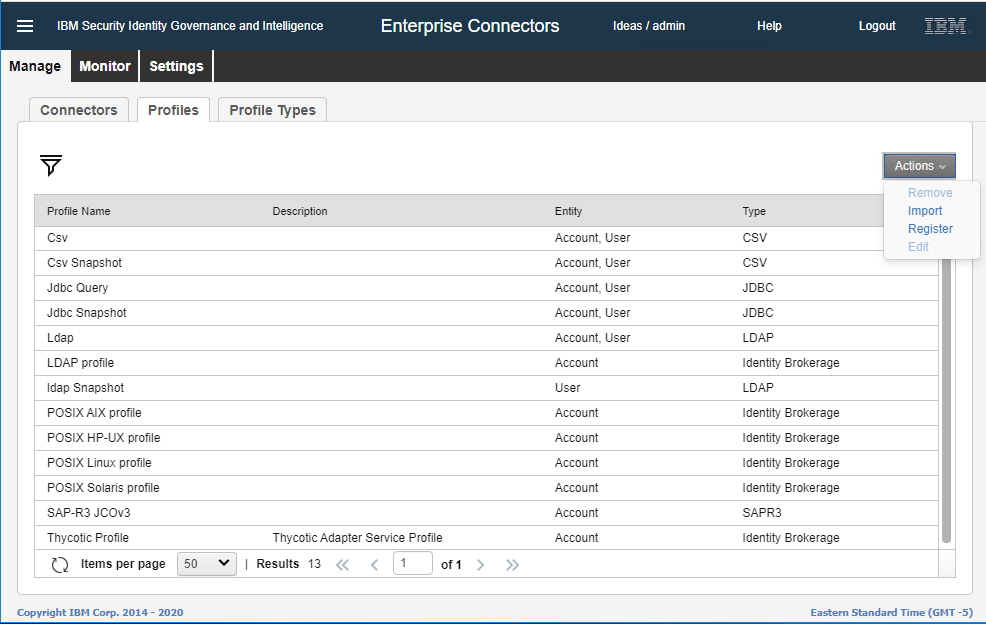 IBM Security Identity Governance and Intelligence Enterprise Connectors Ideas / admin Help Logout IBM
Manage Monitor Settings
Connectors Profiles Profile Types
Actions
Remove
Import
Register
Edit
Profile Name Description Entity Type
Csv Account, User CSV
Csv Snapshot Account, User CSV
Jdbc Query Account, User JDBC
Jdbc Snapshot Account, User JDBC
Ldap Account, User LDAP
LDAP profile Account Identity Brokerage
ldap Snapshot User LDAP
POSIX AIX profile Account Identity Brokerage
POSIX HP-UX profile Account Identity Brokerage
POSIX Linux profile Account Identity Brokerage
POSIX Solaris profile Account Identity Brokerage
SAP-R3 JCOv3 Account SAPR3
Thycotic Profile Thycotic Adapter Service Profile Account Identity Brokerage
Items per page 50 | Results 13 1 of 1
Copyright IBM Corp. 2014 - 2020 Eastern Standard Time (GMT -5)